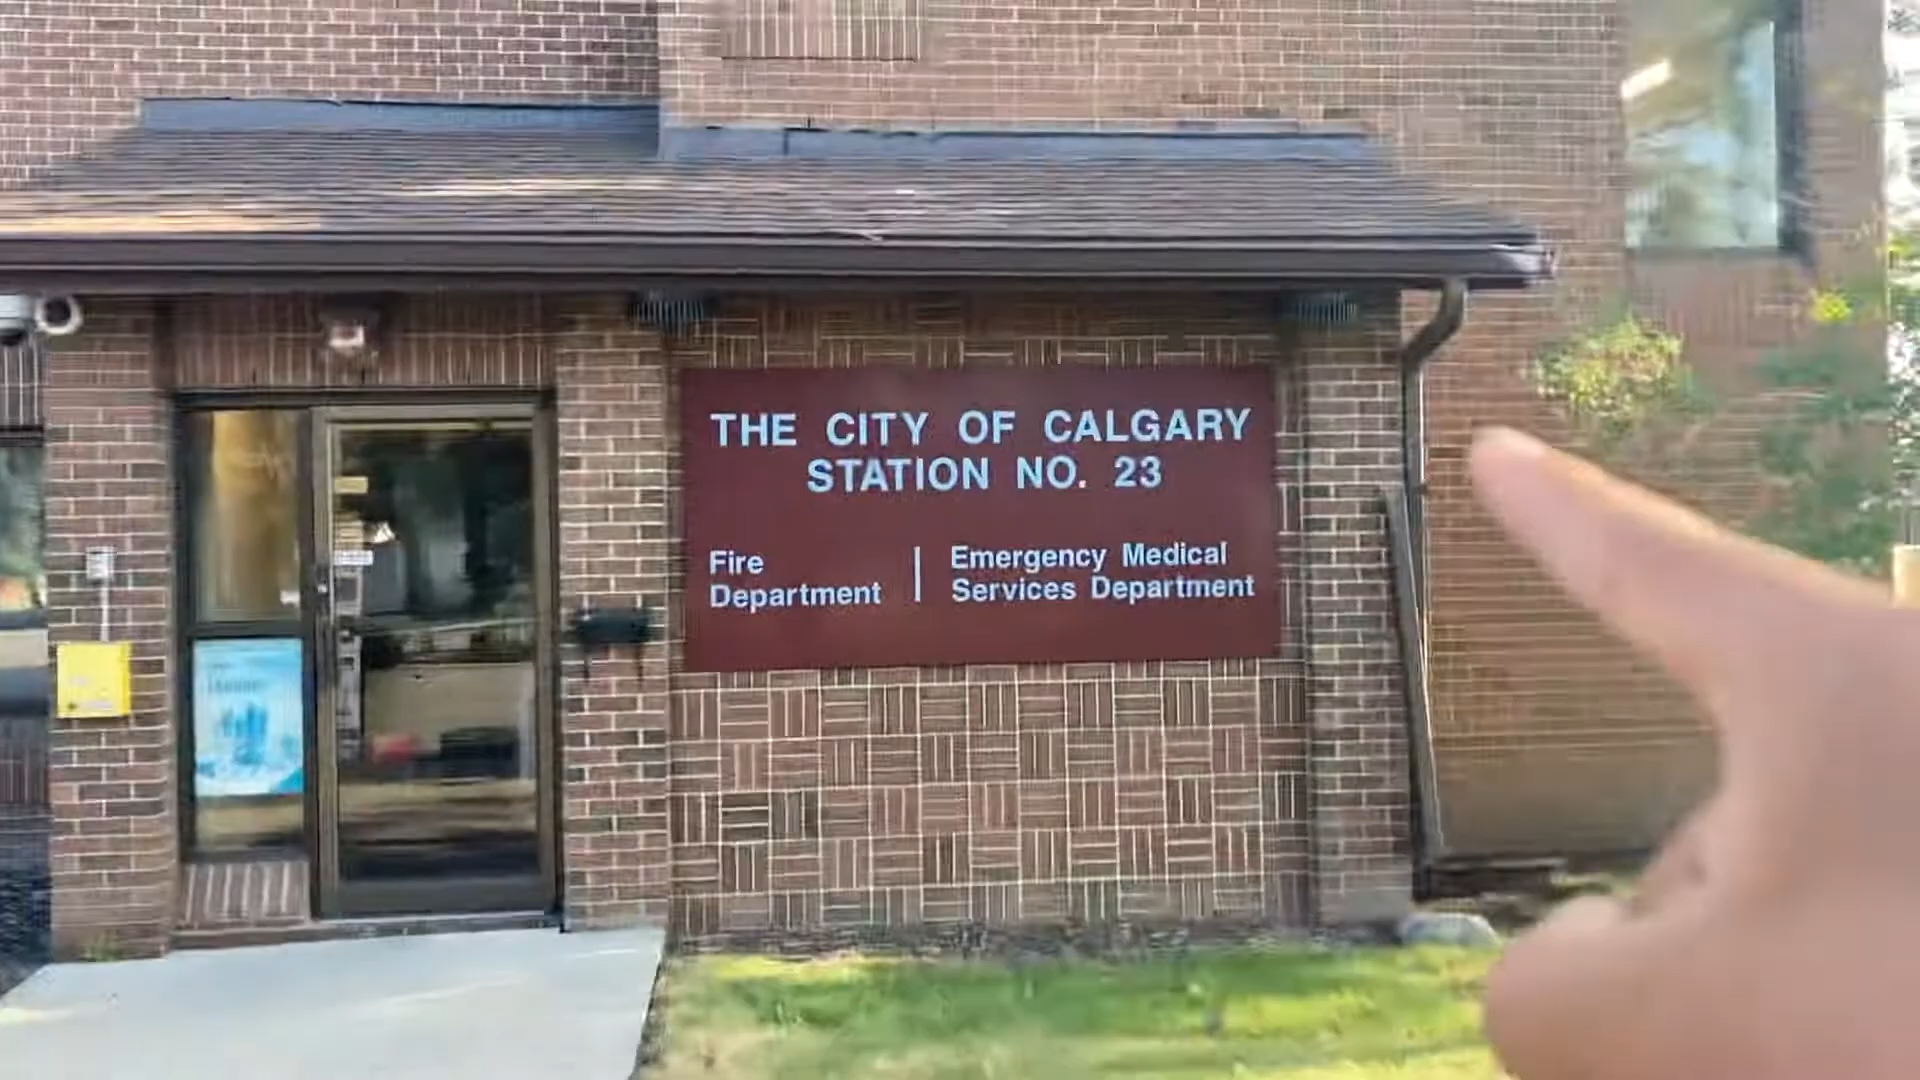 THE CITY OF CALGARY
STATION NO. 23
Fire
Department
Emergency Medical
Services Department